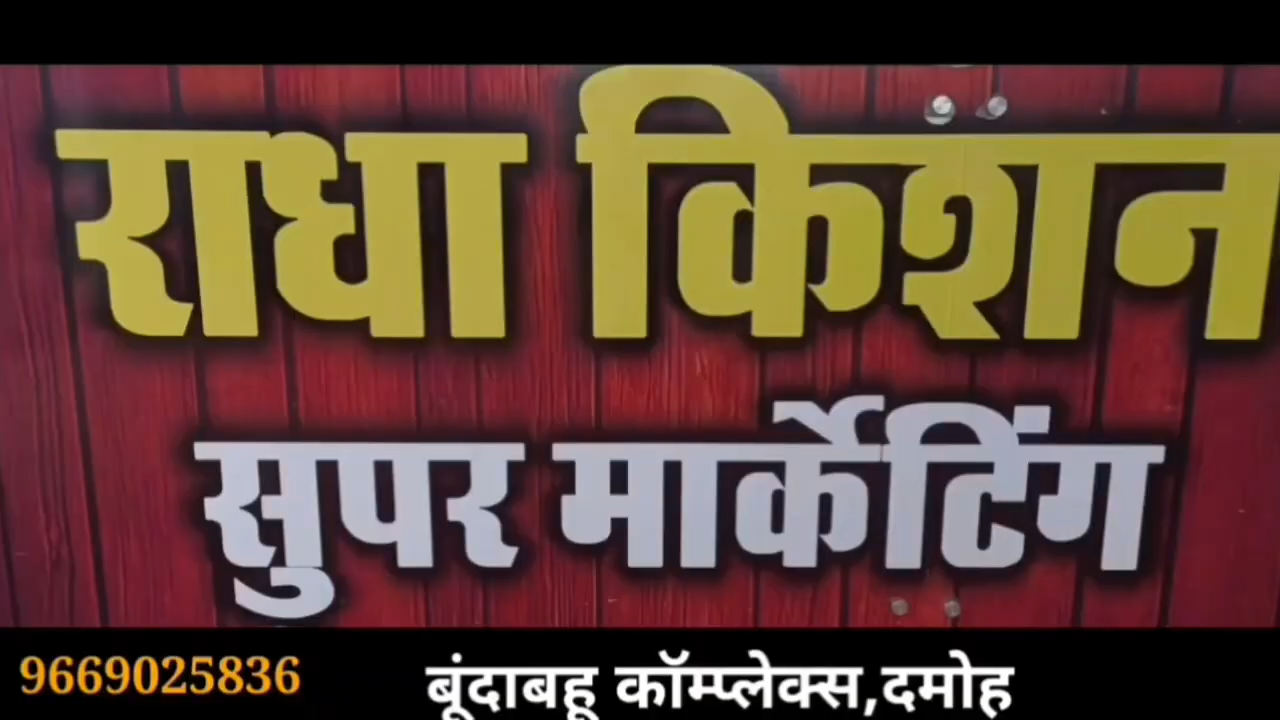 राधा किशन
सुपर मार्केटिंग
9669025836 बूंदाबहू कॉम्प्लेक्स,दमोह